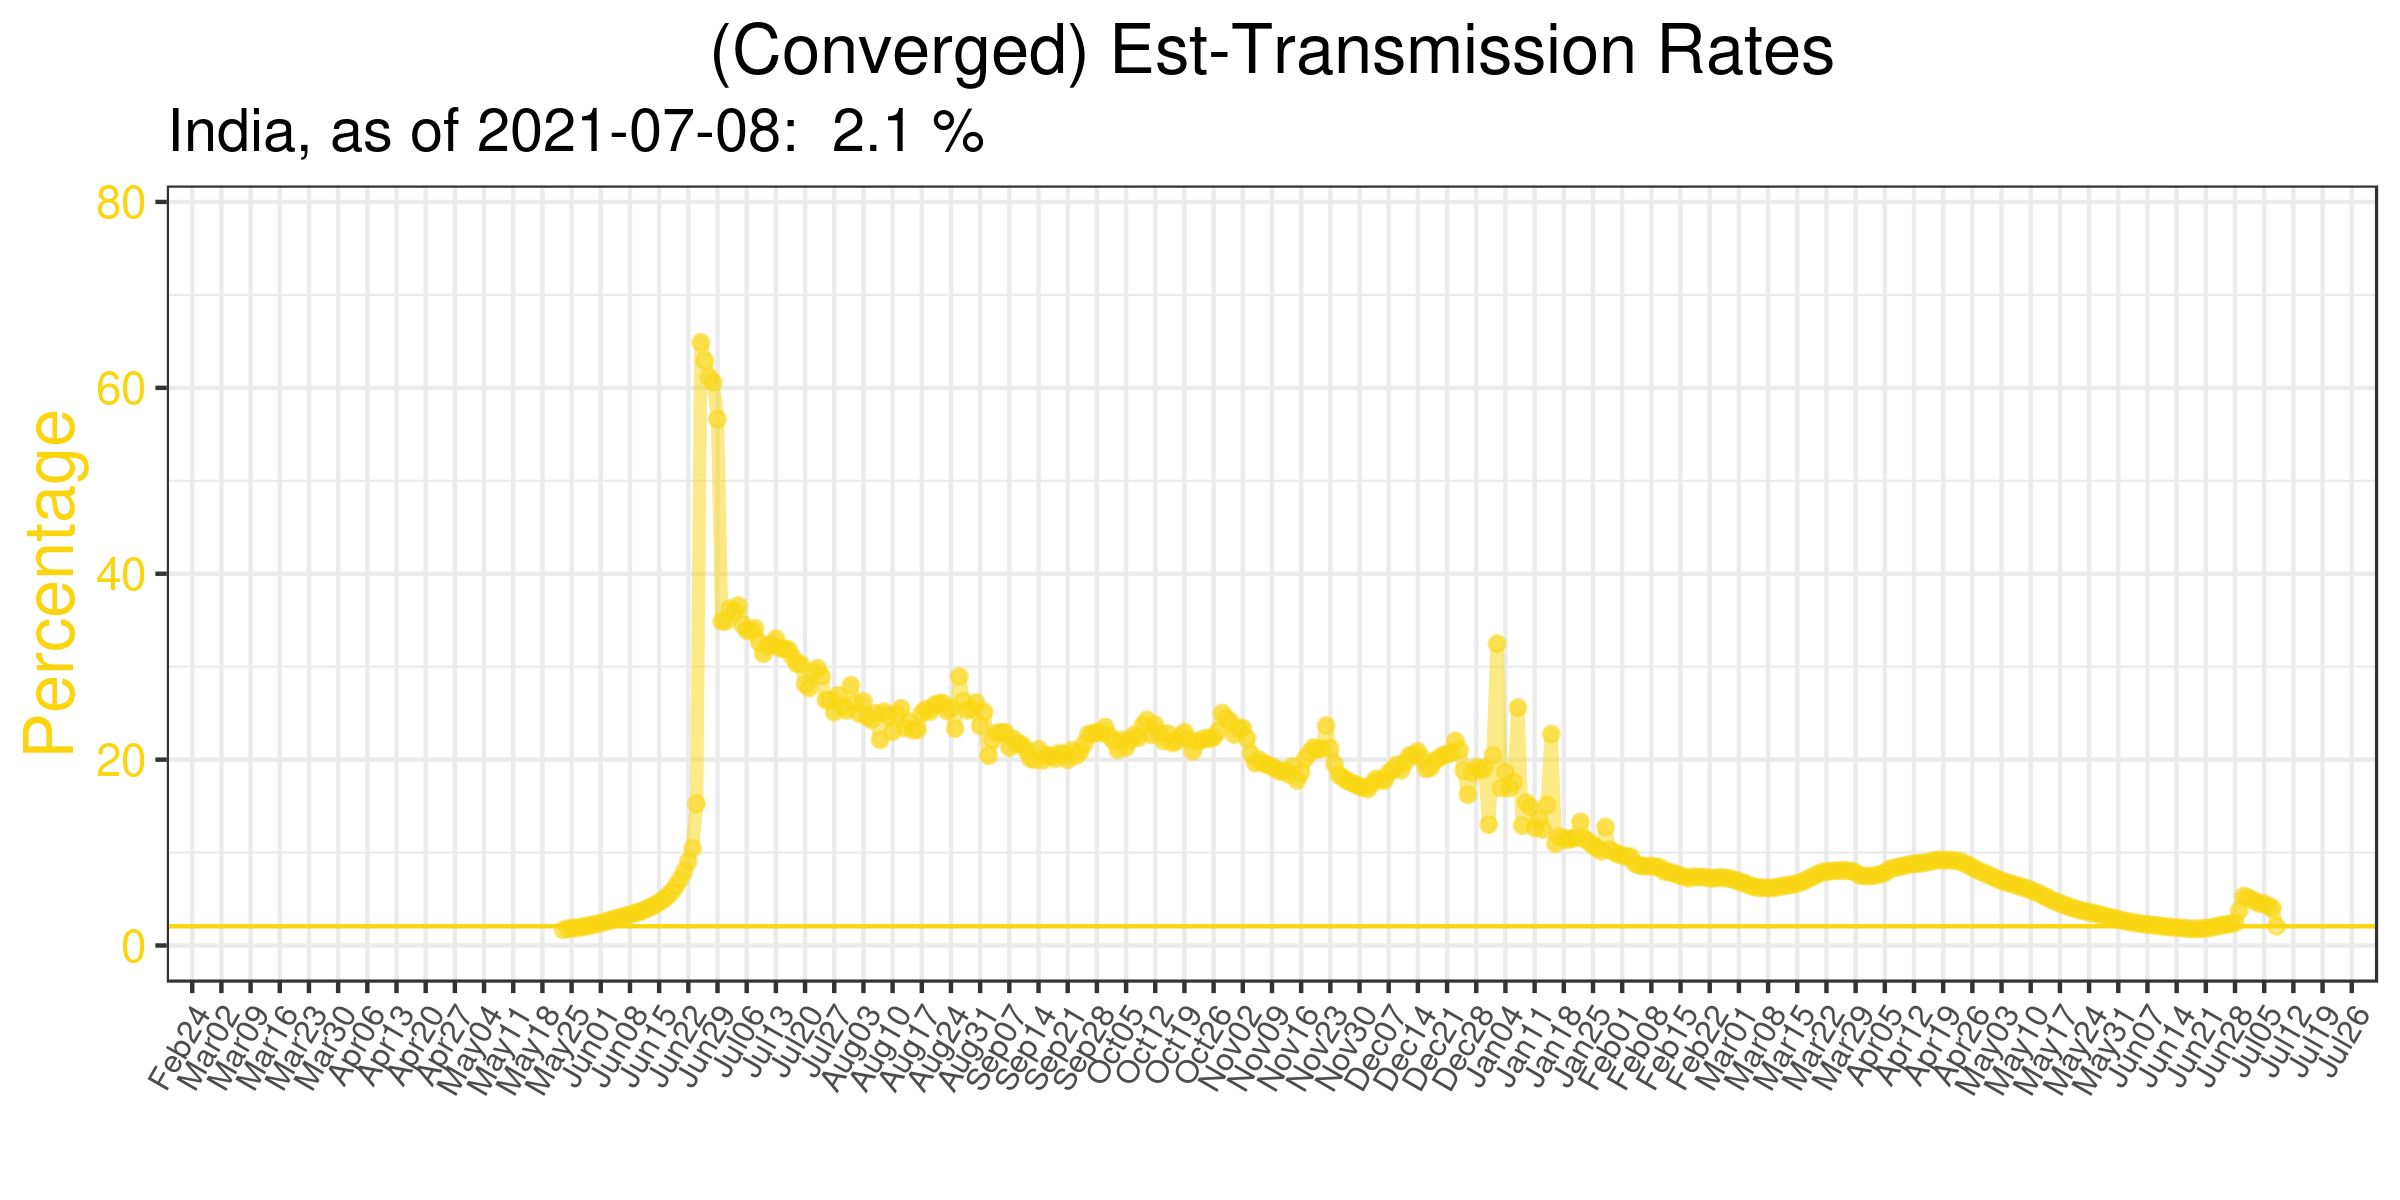 (Converged) Est-Transmission Rates
India, as of 2021-07-08:  2.1 %
Percentage
80
60
40
20
0
Feb24
Mar02
Mar09
Mar16
Mar23
Mar30
Apr06
Apr13
Apr20
Apr27
May04
May11
May18
May25
Jun01
Jun08
Jun15
Jun22
Jun29
Jul06
Jul13
Jul20
Jul27
Aug03
Aug10
Aug17
Aug24
Aug31
Sep07
Sep14
Sep21
Sep28
Oct05
Oct12
Oct19
Oct26
Nov02
Nov09
Nov16
Nov23
Nov30
Dec07
Dec14
Dec21
Dec28
Jan04
Jan11
Jan18
Jan25
Feb01
Feb08
Feb15
Feb22
Mar01
Mar08
Mar15
Mar22
Mar29
Apr05
Apr12
Apr19
Apr26
May03
May10
May17
May24
May31
Jun07
Jun14
Jun21
Jun28
Jul05
Jul12
Jul19
Jul26